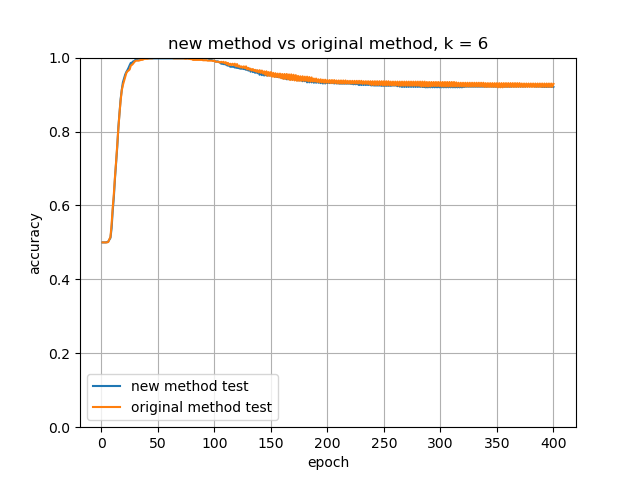 new method vs original method, k = 6
1.0
0.8
0.6
0.4
0.2
0.0
accuracy
new method test
original method test
0 50 100 150 200 250 300 350 400
epoch